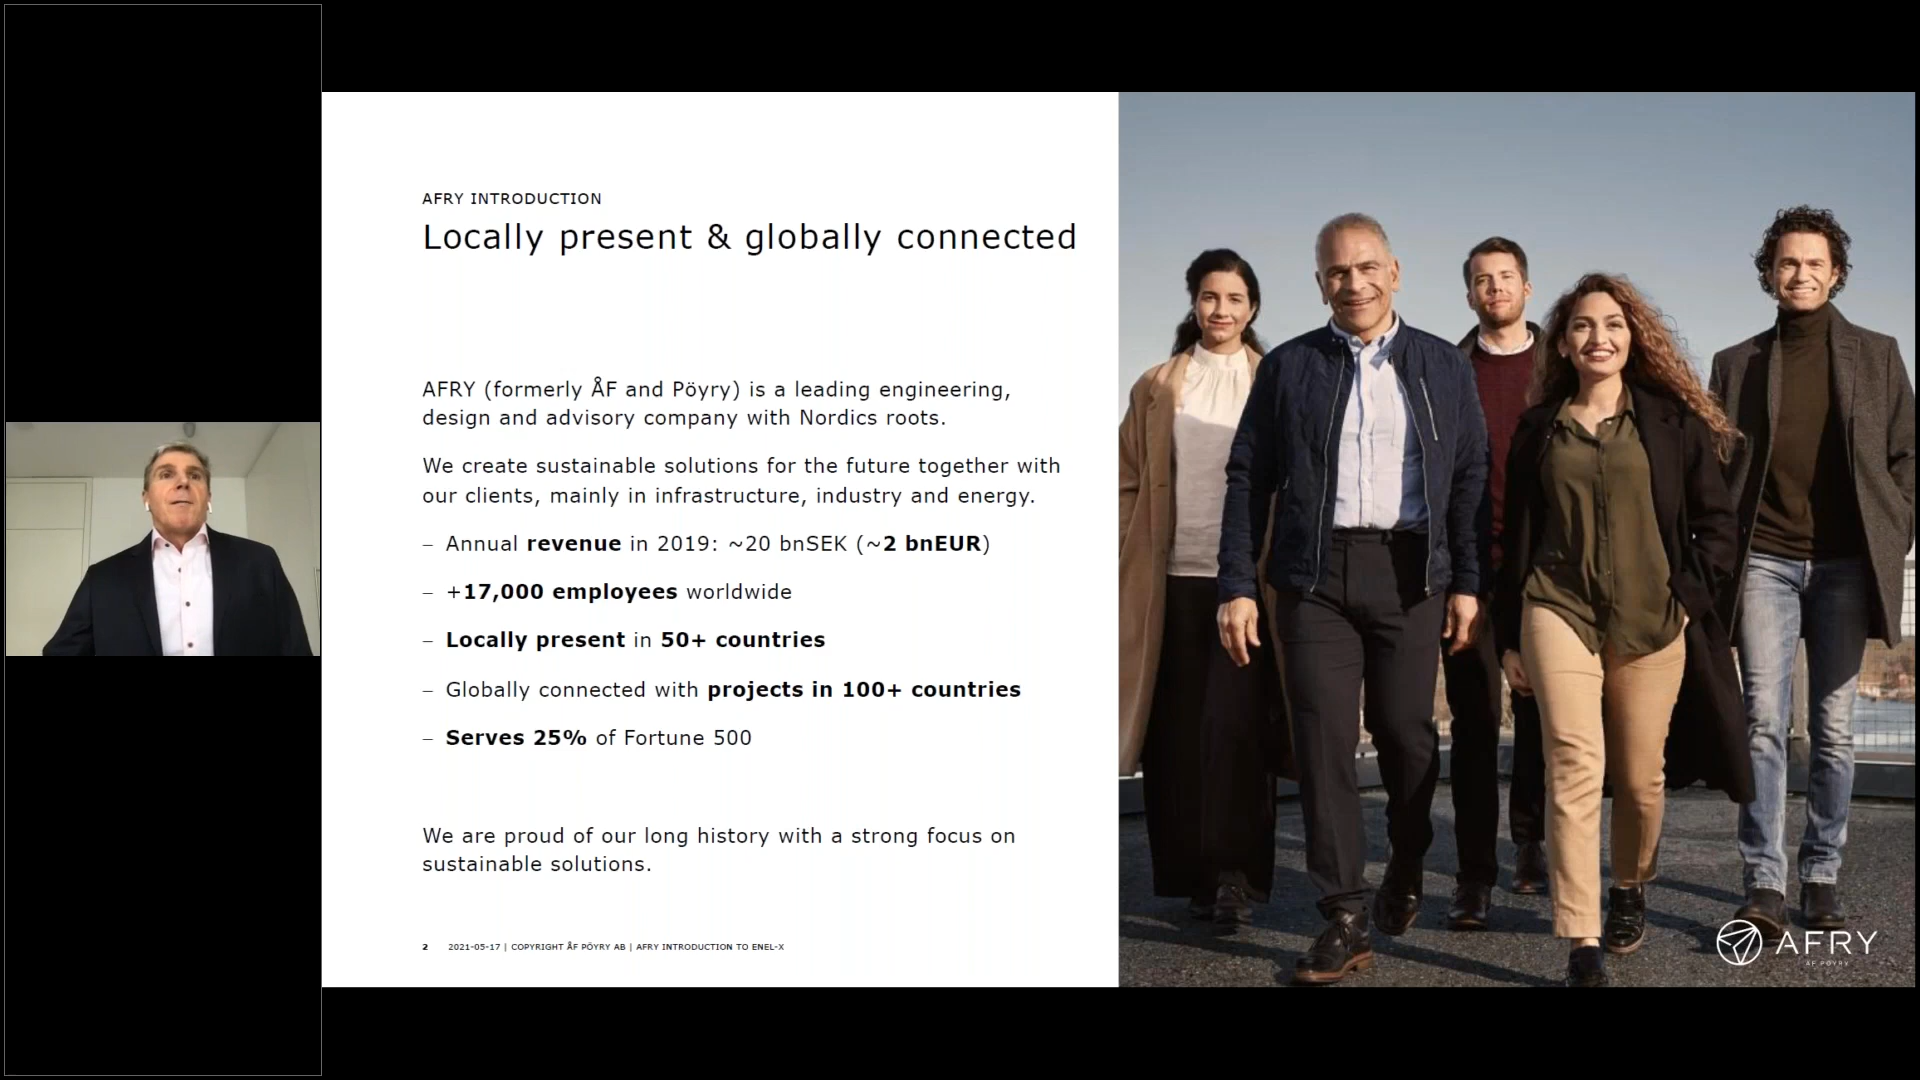 AFRY INTRODUCTION
Locally present & globally connected
AFRY (formerly ÅF and Pöyry) is a leading engineering,
design and advisory company with Nordics roots.
We create sustainable solutions for the future together with
our clients, mainly in infrastructure, industry and energy.
– Annual revenue in 2019: ~20 bnSEK (~2 bnEUR)
– +17,000 employees worldwide
– Locally present in 50+ countries
– Globally connected with projects in 100+ countries
– Serves 25% of Fortune 500
We are proud of our long history with a strong focus on
sustainable solutions.
2 2021-05-17 | COPYRIGHT ÅF PÖYRY AB | AFRY INTRODUCTION TO ENEL-X
AFRY
ÅF PÖYRY